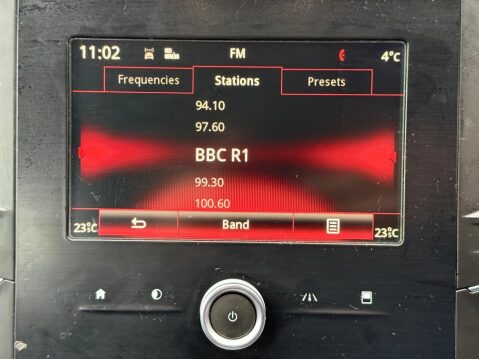 11:02 FM 4°C
Frequencies Stations Presets
94.10
97.60
BBC R1
99.30
100.60
23°C Band 23°C